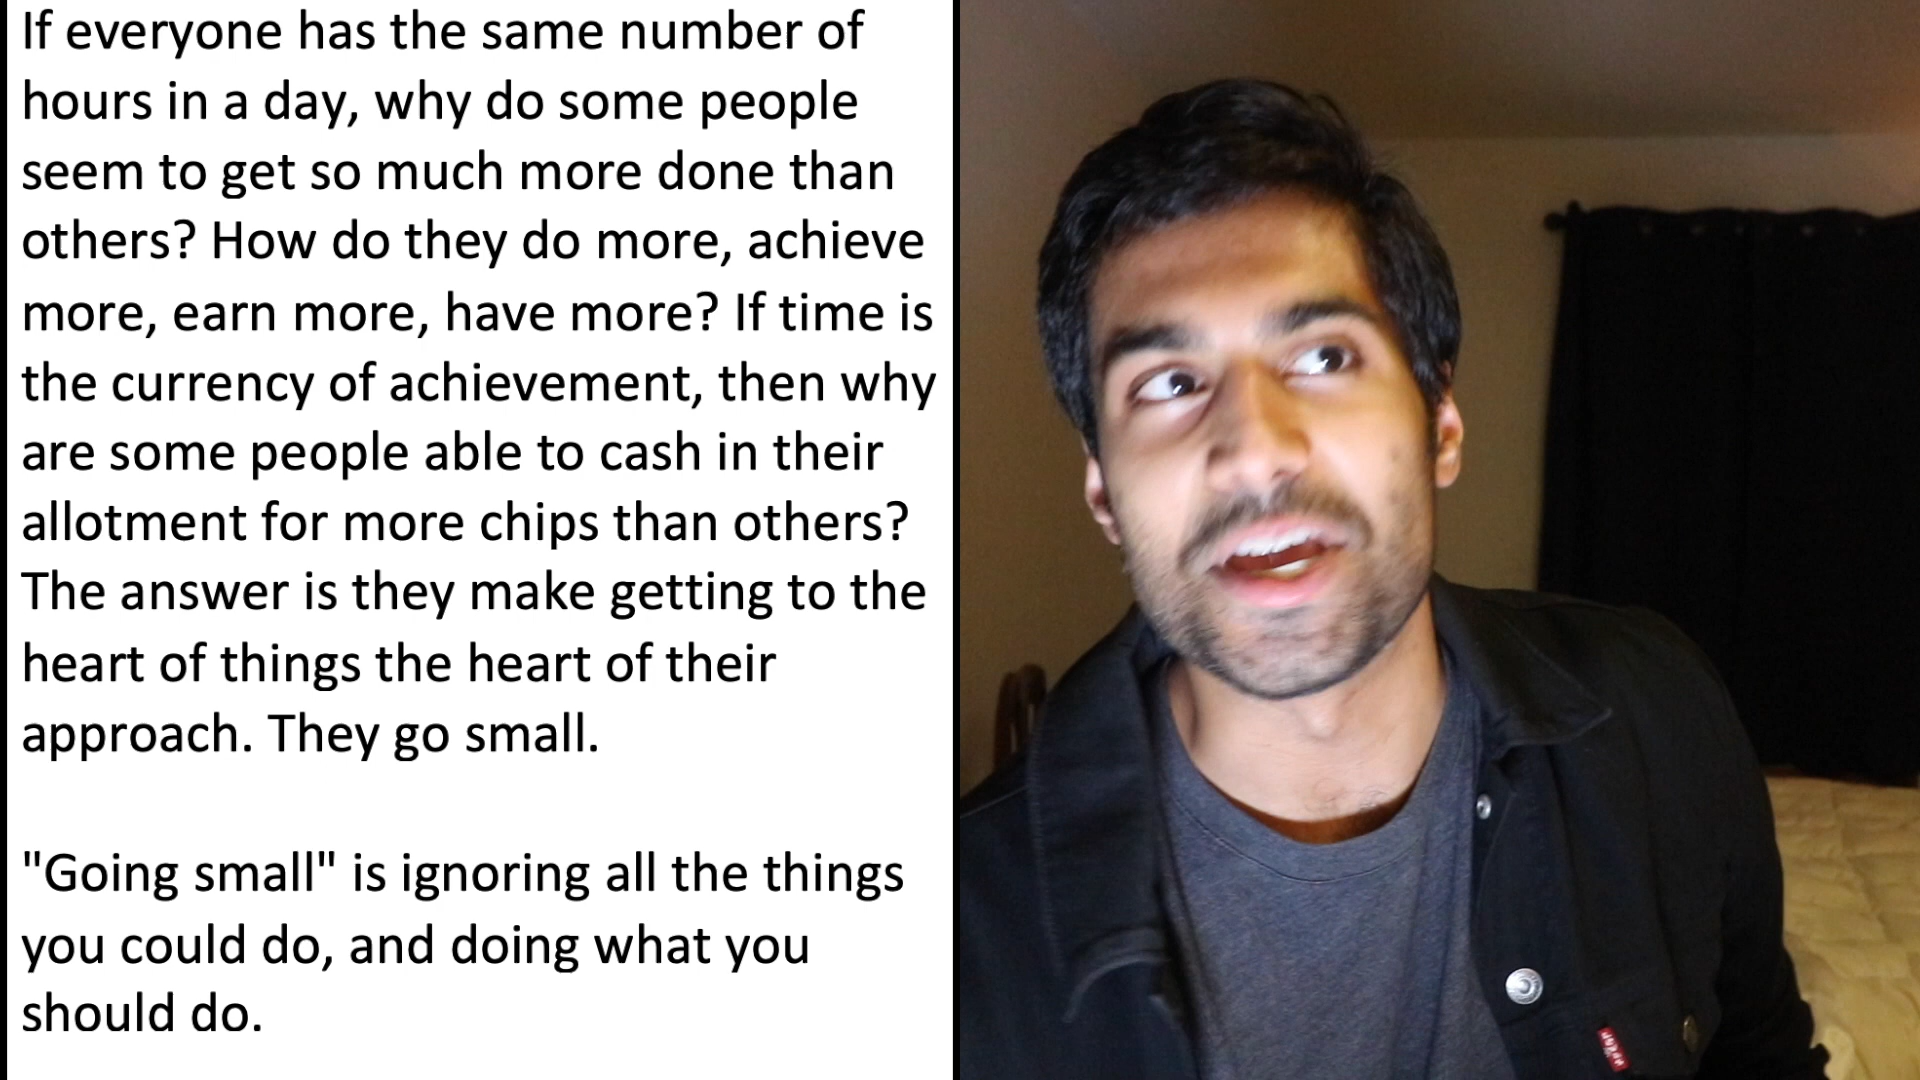 If everyone has the same number of
hours in a day, why do some people
seem to get so much more done than
others? How do they do more, achieve
more, earn more, have more? If time is
the currency of achievement, then why
are some people able to cash in their
allotment for more chips than others?
The answer is they make getting to the
heart of things the heart of their
approach. They go small.
"Going small" is ignoring all the things
you could do, and doing what you
should do.